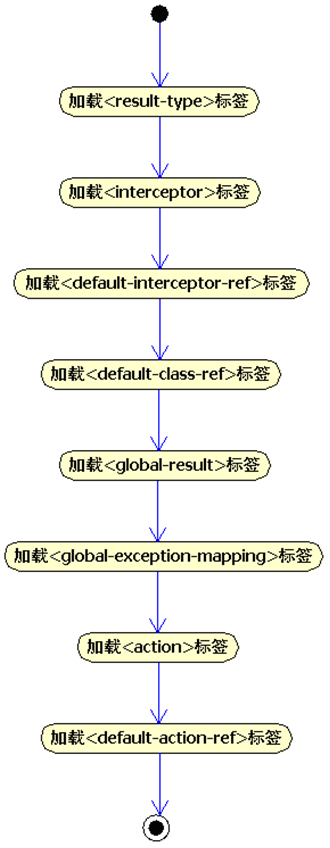 加载<result-type>标签
加载<interceptor>标签
加载<default-interceptor-ref>标签
加载<default-class-ref>标签
加载<global-result>标签
加载<global-exception-mapping>标签
加载<action>标签
加载<default-action-ref>标签